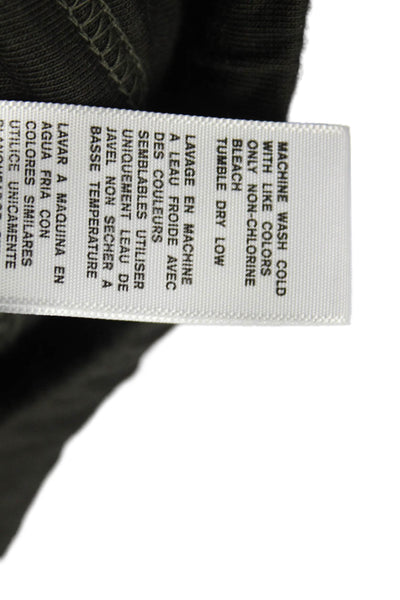 MACHINE WASH COLD
WITH LIKE COLORS
ONLY NON-CHLORINE
BLEACH
TUMBLE DRY LOW
LAVAGE EN MACHINE
A LEAU FROIDE AVEC
DES COULEURS
SEMBLABLES UTILISER
UNIQUEMENT LEAU DE
JAVEL NON SECHER A
BASSE TEMPERATURE
LAVAR A MAQUINA EN
AGUA FRIA CON
COLORES SIMILARES
UTILICE UNICAMENTE